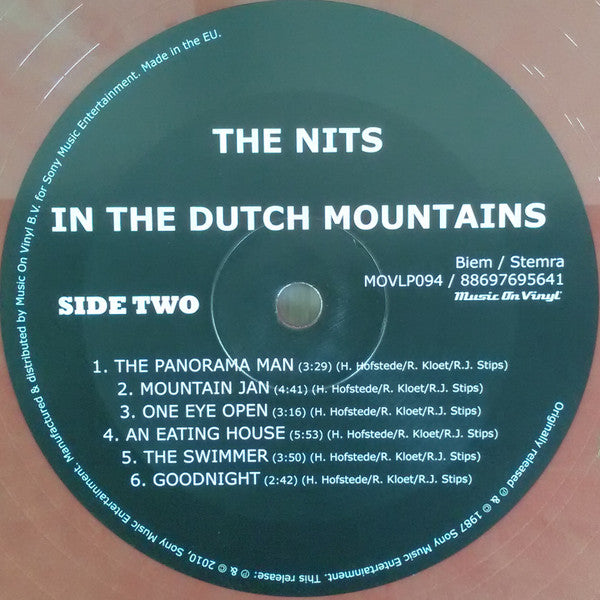 THE NITS
IN THE DUTCH MOUNTAINS
Biem / Stemra
MOVLP094 / 88697695641
Music On Vinyl
SIDE TWO
1. THE PANORAMA MAN (3:29) (H. Hofstede/R. Kloet/R.J. Stips)
2. MOUNTAIN JAN (4:41) (H. Hofstede/R. Kloet/R.J. Stips)
3. ONE EYE OPEN (3:16) (H. Hofstede/R. Kloet/R.J. Stips)
4. AN EATING HOUSE (5:53) (H. Hofstede/R. Kloet/R.J. Stips)
5. THE SWIMMER (3:50) (H. Hofstede/R. Kloet/R.J. Stips)
6. GOODNIGHT (2:42) (H. Hofstede/R. Kloet/R.J. Stips)
Originally released ℗ & © 1987 Sony Music Entertainment. This release: ℗ & © 2010, Sony Music Entertainment. Manufactured & distributed by Music On Vinyl B.V. for Sony Music Entertainment. Made in the EU.